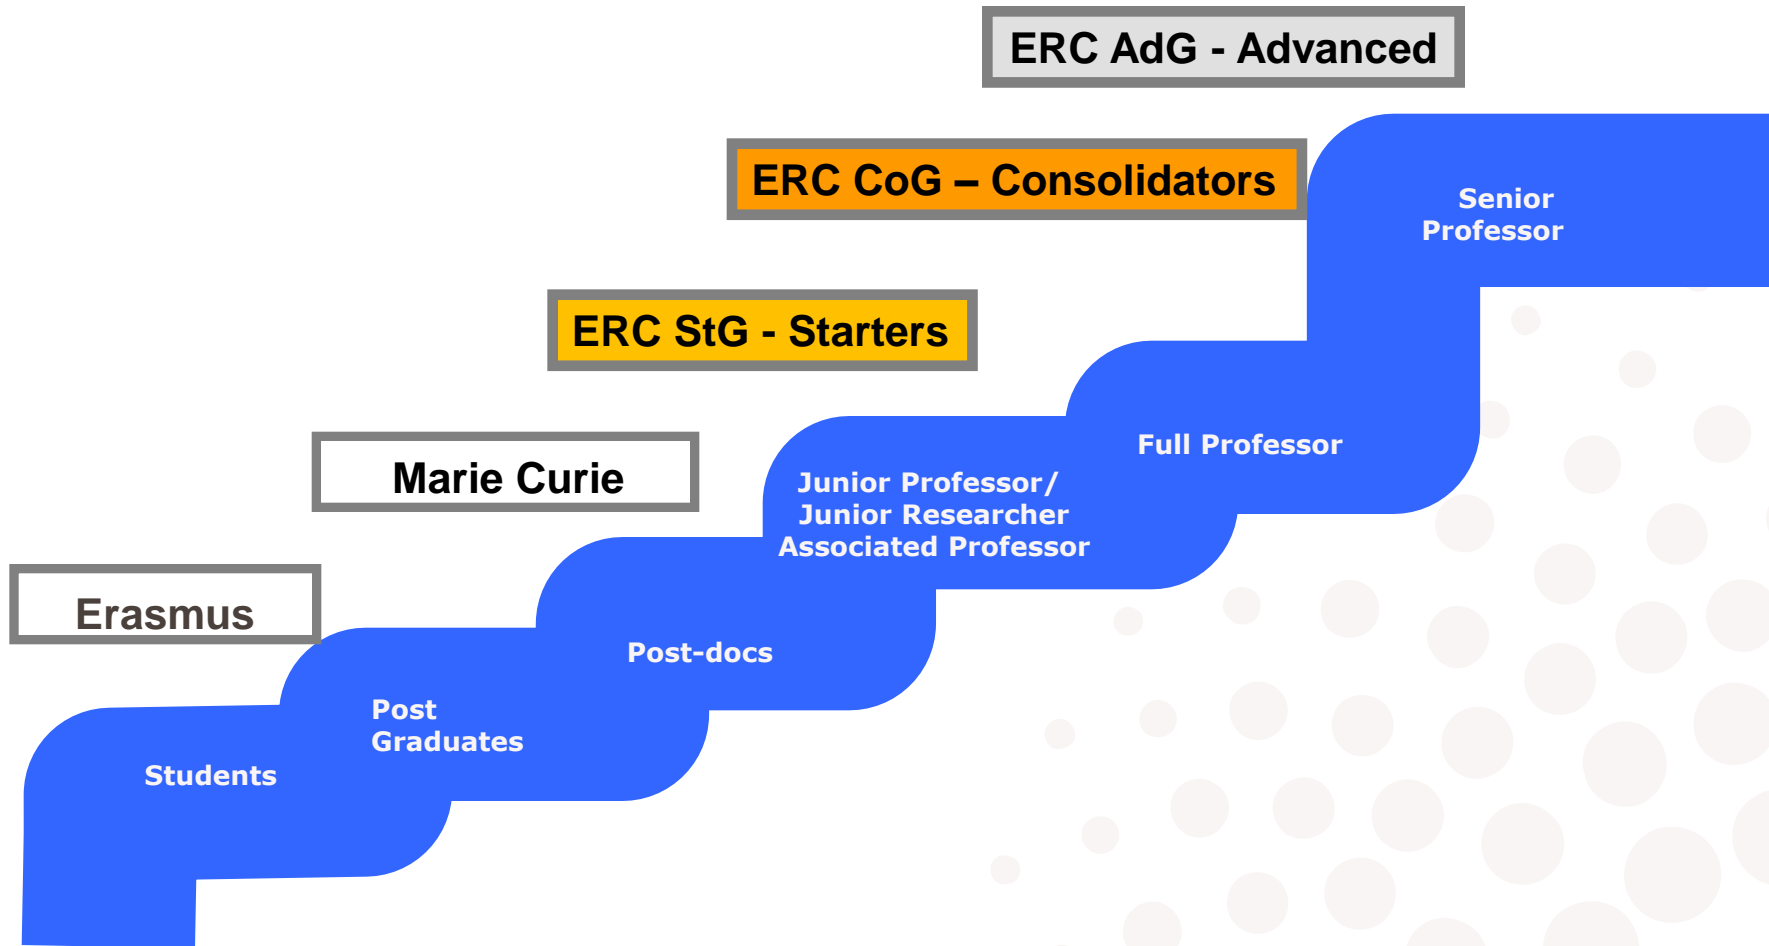 ERC AdG - Advanced
ERC CoG – Consolidators
Senior
Professor
ERC StG - Starters
Full Professor
Marie Curie
Junior Professor/
Junior Researcher
Associated Professor
Erasmus
Post-docs
Post
Graduates
Students